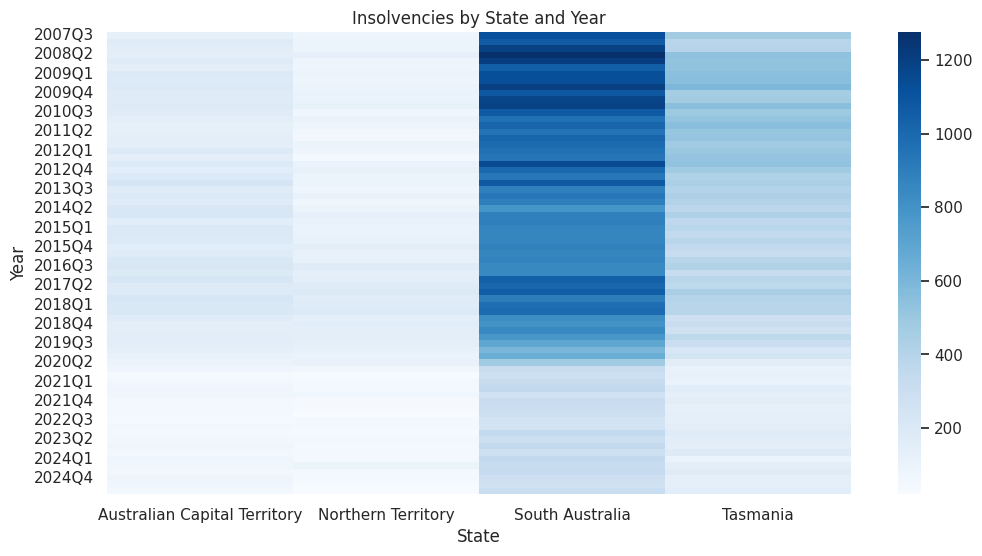 Insolvencies by State and Year
Year
2007Q3
2008Q2
2009Q1
2009Q4
2010Q3
2011Q2
2012Q1
2012Q4
2013Q3
2014Q2
2015Q1
2015Q4
2016Q3
2017Q2
2018Q1
2018Q4
2019Q3
2020Q2
2021Q1
2021Q4
2022Q3
2023Q2
2024Q1
2024Q4
Australian Capital Territory Northern Territory South Australia Tasmania
State
1200
1000
800
600
400
200